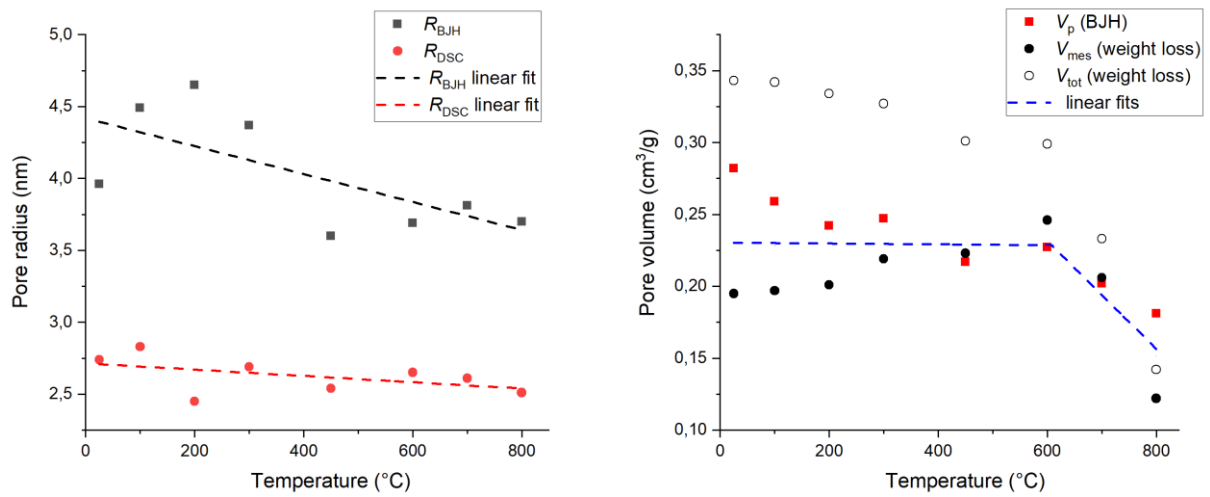 5,0
4,5
4,0
3,5
3,0
2,5
0
200
400
600
800
Pore radius (nm)
Temperature (°C)
R_BJH
R_DSC
R_BJH linear fit
R_DSC linear fit
0,35
0,30
0,25
0,20
0,15
0,10
0
200
400
600
800
Pore volume (cm³/g)
Temperature (°C)
V_p (BJH)
V_mes (weight loss)
V_tot (weight loss)
linear fits